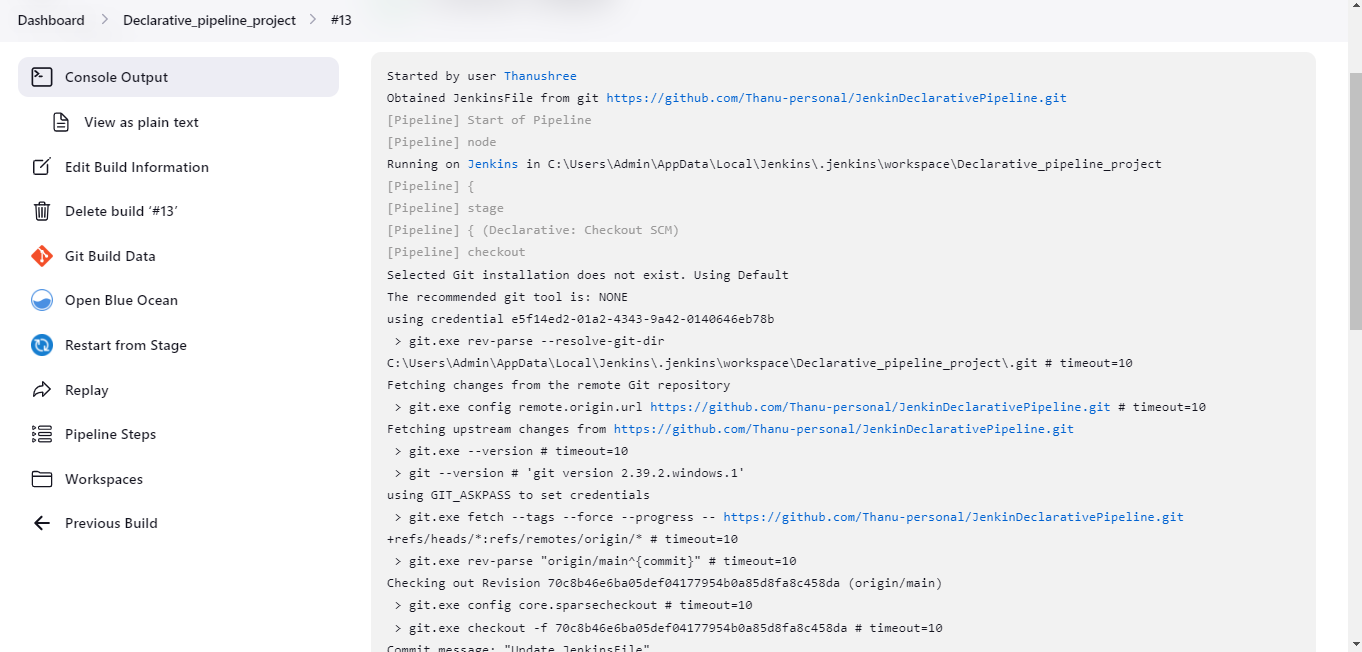 Dashboard > Declarative_pipeline_project > #13
Console Output
View as plain text
Edit Build Information
Delete build ‘#13’
Git Build Data
Open Blue Ocean
Restart from Stage
Replay
Pipeline Steps
Workspaces
Previous Build
Started by user Thanushree
Obtained JenkinsFile from git https://github.com/Thanu-personal/JenkinDeclarativePipeline.git
[Pipeline] Start of Pipeline
[Pipeline] node
Running on Jenkins in C:\Users\Admin\AppData\Local\Jenkins\.jenkins\workspace\Declarative_pipeline_project
[Pipeline] {
[Pipeline] stage
[Pipeline] { (Declarative: Checkout SCM)
[Pipeline] checkout
Selected Git installation does not exist. Using Default
The recommended git tool is: NONE
using credential e5f14ed2-01a2-4343-9a42-0140646eb78b
> git.exe rev-parse --resolve-git-dir
C:\Users\Admin\AppData\Local\Jenkins\.jenkins\workspace\Declarative_pipeline_project\.git # timeout=10
Fetching changes from the remote Git repository
> git.exe config remote.origin.url https://github.com/Thanu-personal/JenkinDeclarativePipeline.git # timeout=10
Fetching upstream changes from https://github.com/Thanu-personal/JenkinDeclarativePipeline.git
> git.exe --version # timeout=10
> git --version # 'git version 2.39.2.windows.1'
using GIT_ASKPASS to set credentials
> git.exe fetch --tags --force --progress -- https://github.com/Thanu-personal/JenkinDeclarativePipeline.git
+refs/heads/*:refs/remotes/origin/* # timeout=10
> git.exe rev-parse "origin/main^{commit}" # timeout=10
Checking out Revision 70c8b46e6ba05def04177954b0a85d8fa8c458da (origin/main)
> git.exe config core.sparsecheckout # timeout=10
> git.exe checkout -f 70c8b46e6ba05def04177954b0a85d8fa8c458da # timeout=10
Commit message: "Update JenkinsFile"